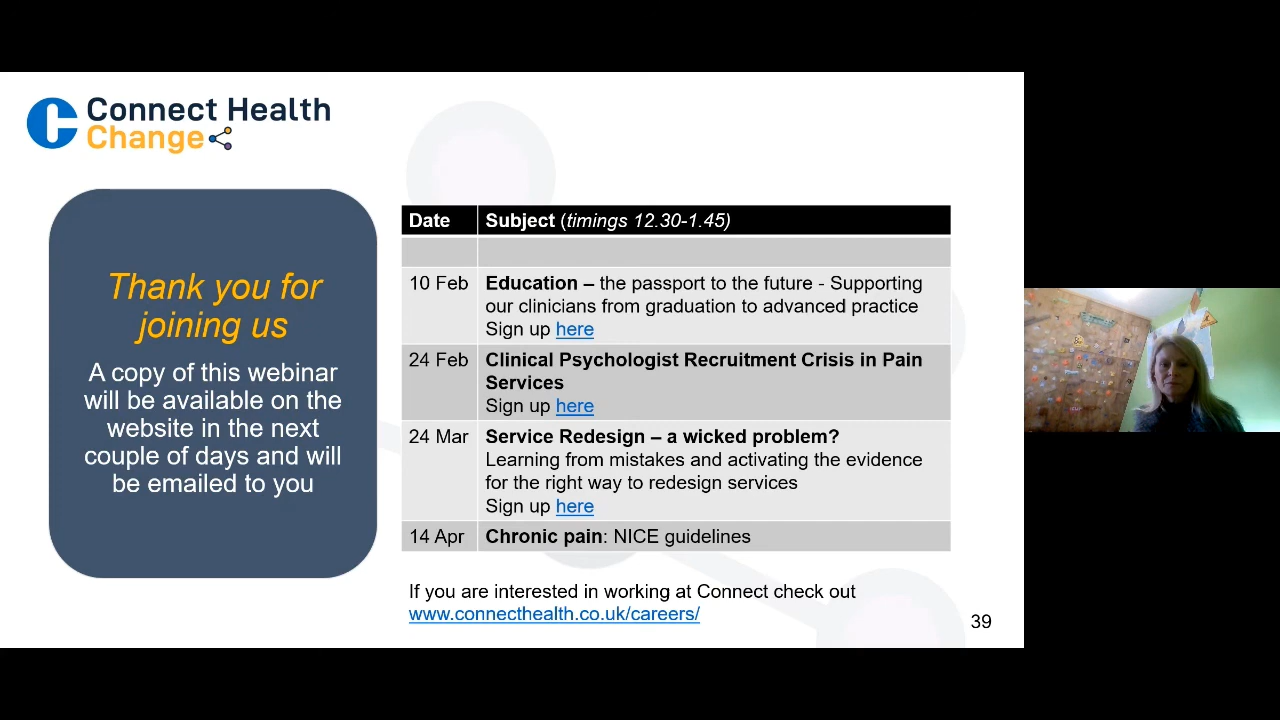 Connect Health
Change
Thank you for
joining us
A copy of this webinar
will be available on the
website in the next
couple of days and will
be emailed to you
Date Subject (timings 12.30-1.45)
10 Feb Education – the passport to the future - Supporting
our clinicians from graduation to advanced practice
Sign up here
24 Feb Clinical Psychologist Recruitment Crisis in Pain
Services
Sign up here
24 Mar Service Redesign – a wicked problem?
Learning from mistakes and activating the evidence
for the right way to redesign services
Sign up here
14 Apr Chronic pain: NICE guidelines
If you are interested in working at Connect check out
www.connecthealth.co.uk/careers/
39